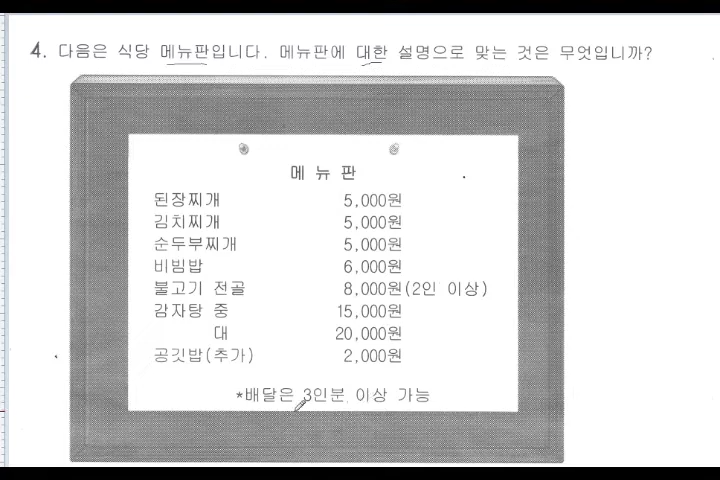 4. 다음은 식당 메뉴판입니다. 메뉴판에 대한 설명으로 맞는 것은 무엇입니까?
메 뉴 판
된장찌개 5,000원
김치찌개 5,000원
순두부찌개 5,000원
비빔밥 6,000원
불고기 전골 8,000원(2인 이상)
감자탕 중 15,000원
대 20,000원
공깃밥(추가) 2,000원
*배달은 3인분 이상 가능